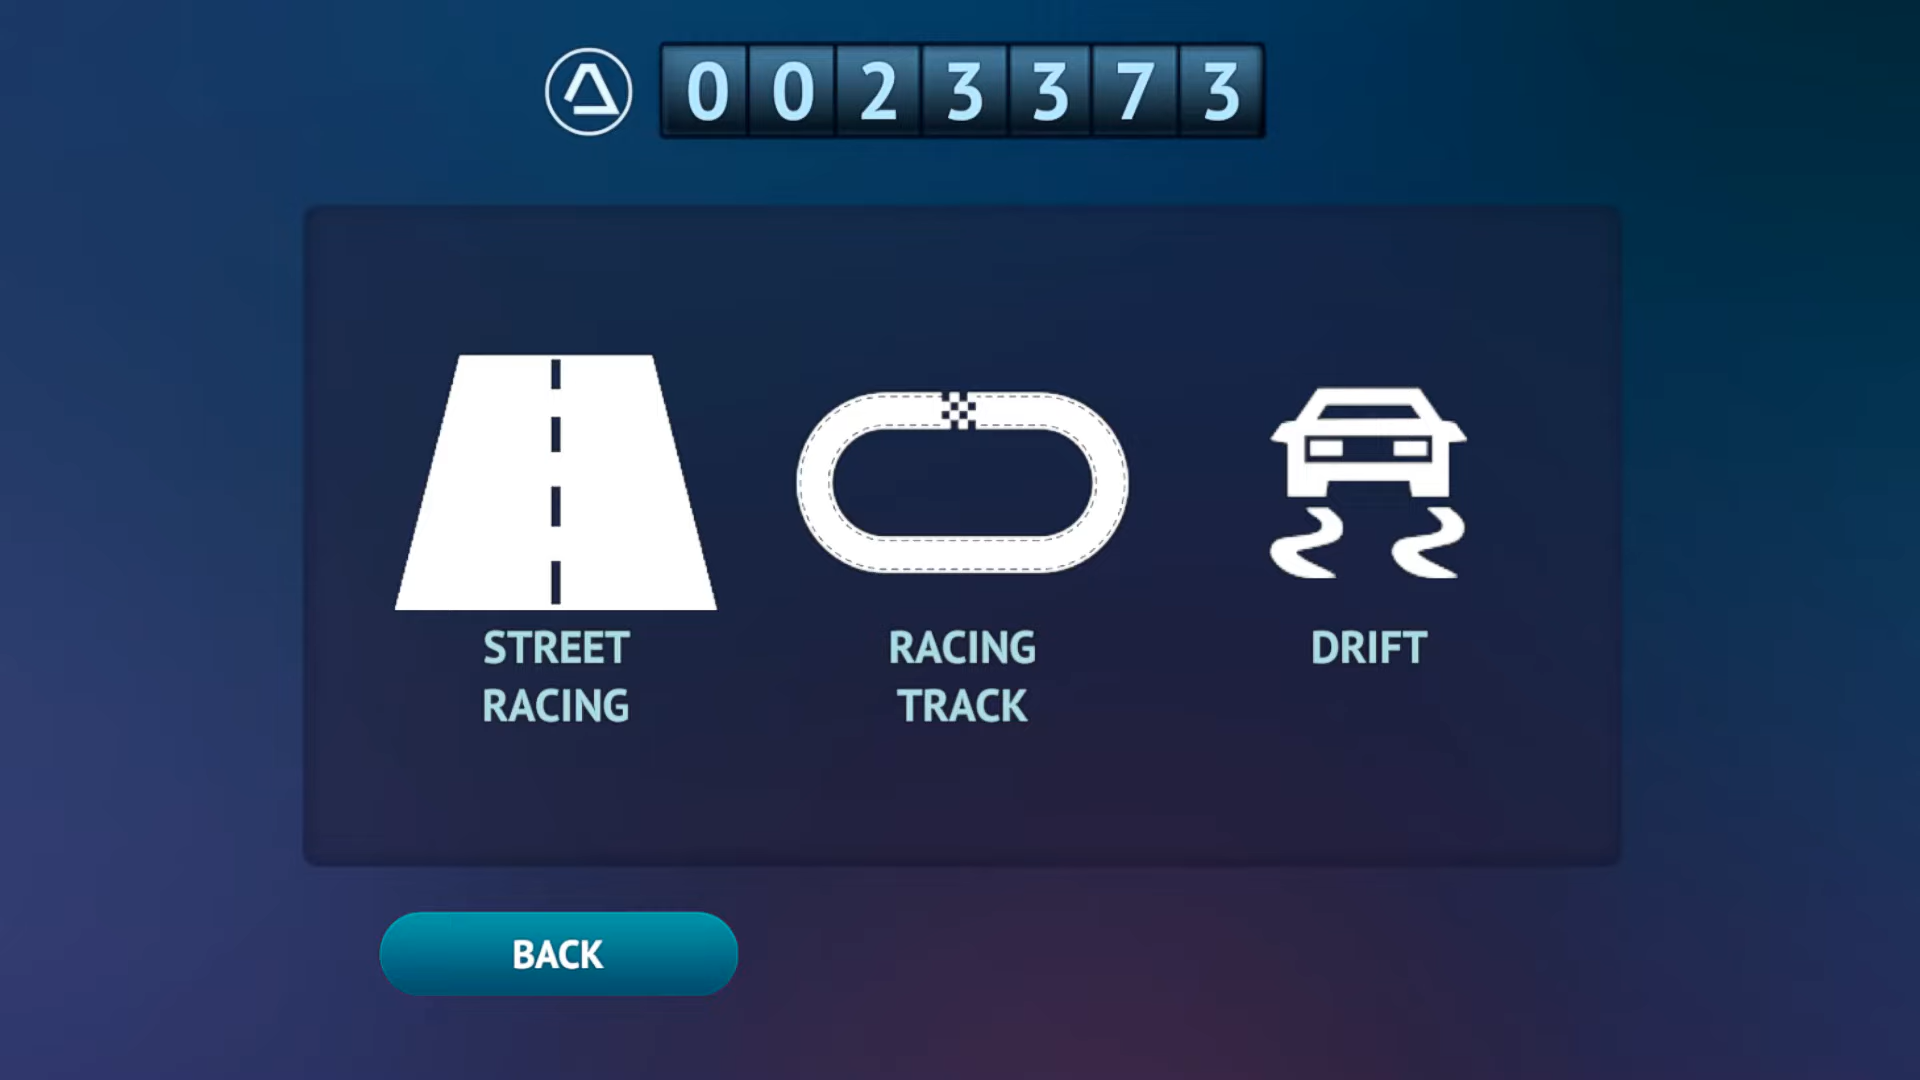 0023373
STREET
RACING
RACING
TRACK
DRIFT
BACK